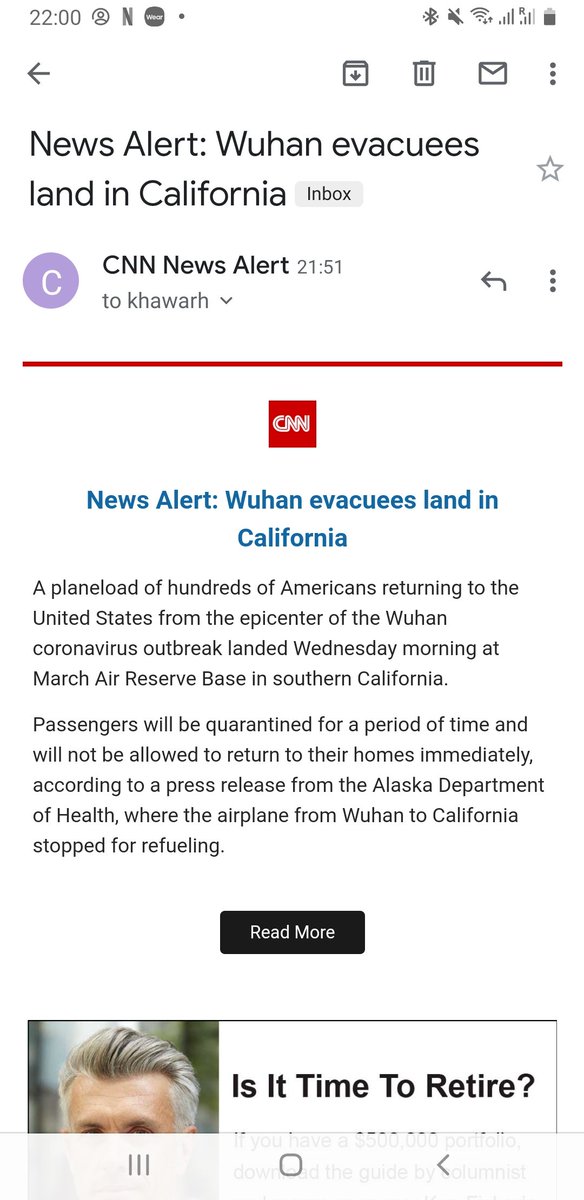 22:00 N Wear R
News Alert: Wuhan evacuees
land in California Inbox
C CNN News Alert 21:51
to khawarh
CNN
News Alert: Wuhan evacuees land in
California
A planeload of hundreds of Americans returning to the
United States from the epicenter of the Wuhan
coronavirus outbreak landed Wednesday morning at
March Air Reserve Base in southern California.
Passengers will be quarantined for a period of time and
will not be allowed to return to their homes immediately,
according to a press release from the Alaska Department
of Health, where the airplane from Wuhan to California
stopped for refueling.
Read More
Is It Time To Retire?
If you have a $500,000 portfolio,
download the guide by columnist